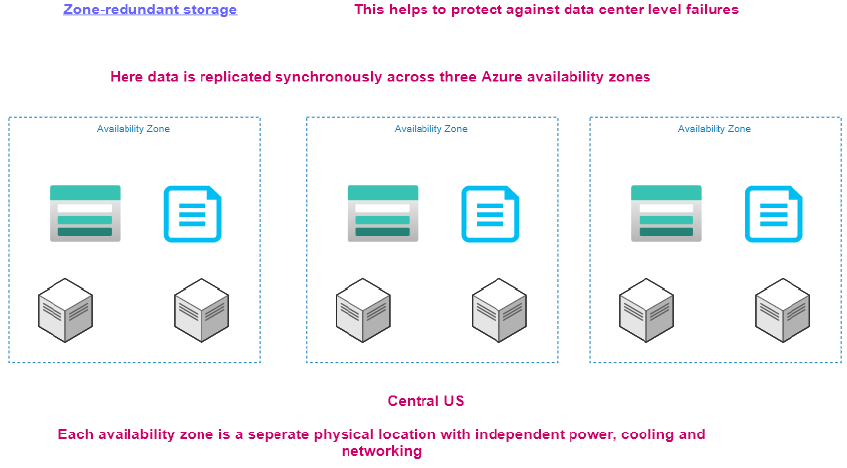 Zone-redundant storage
This helps to protect against data center level failures
Here data is replicated synchronously across three Azure availability zones
Availability Zone
Availability Zone
Availability Zone
Central US
Each availability zone is a seperate physical location with independent power, cooling and
networking